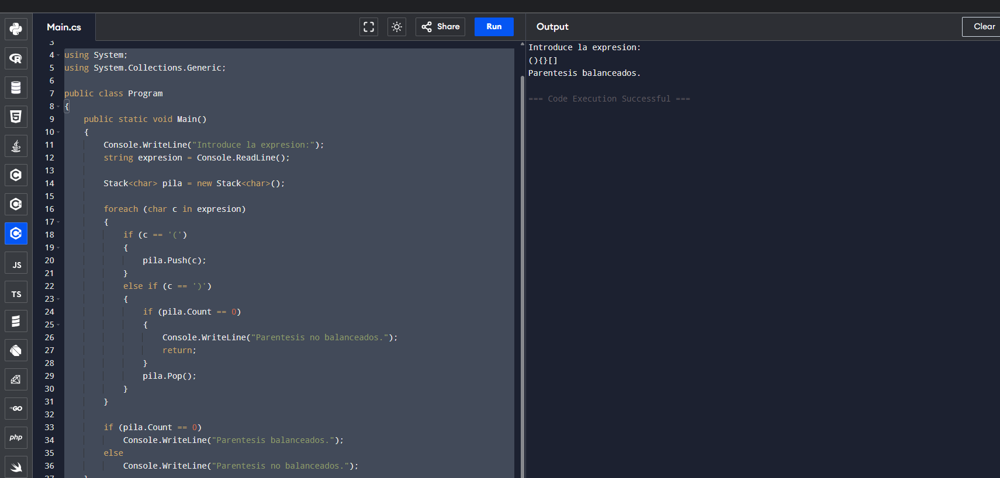 Main.cs
Share
Run
Output
Clear
3
4 using System;
5 using System.Collections.Generic;
6
7 public class Program
8 {
9     public static void Main()
10     {
11         Console.WriteLine("Introduce la expresion:");
12         string expresion = Console.ReadLine();
13
14         Stack<char> pila = new Stack<char>();
15
16         foreach (char c in expresion)
17         {
18             if (c == '(')
19             {
20                 pila.Push(c);
21             }
22             else if (c == ')')
23             {
24                 if (pila.Count == 0)
25                 {
26                     Console.WriteLine("Parentesis no balanceados.");
27                     return;
28                 }
29                 pila.Pop();
30             }
31         }
32
33         if (pila.Count == 0)
34             Console.WriteLine("Parentesis balanceados.");
35         else
36             Console.WriteLine("Parentesis no balanceados.");
37     }
Introduce la expresion:
(){}[]
Parentesis balanceados.
=== Code Execution Successful ===
R
5
C
C
C
JS
TS
GO
php